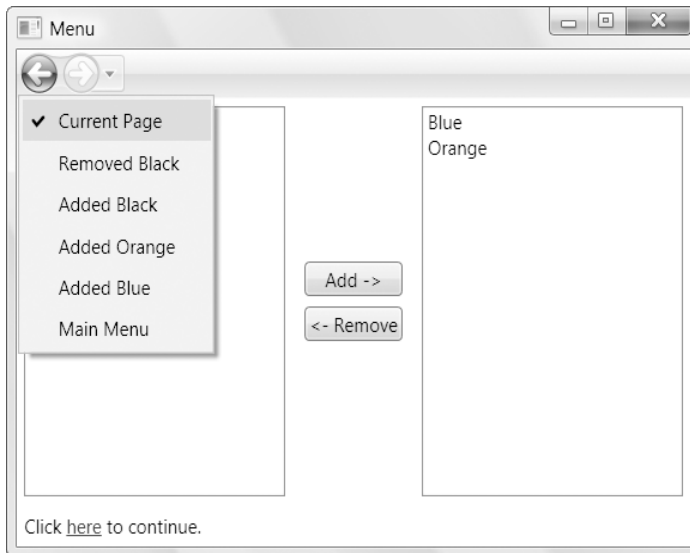 Menu
Current Page
Removed Black
Added Black
Added Orange
Added Blue
Main Menu
Add ->
<- Remove
Blue
Orange
Click here to continue.